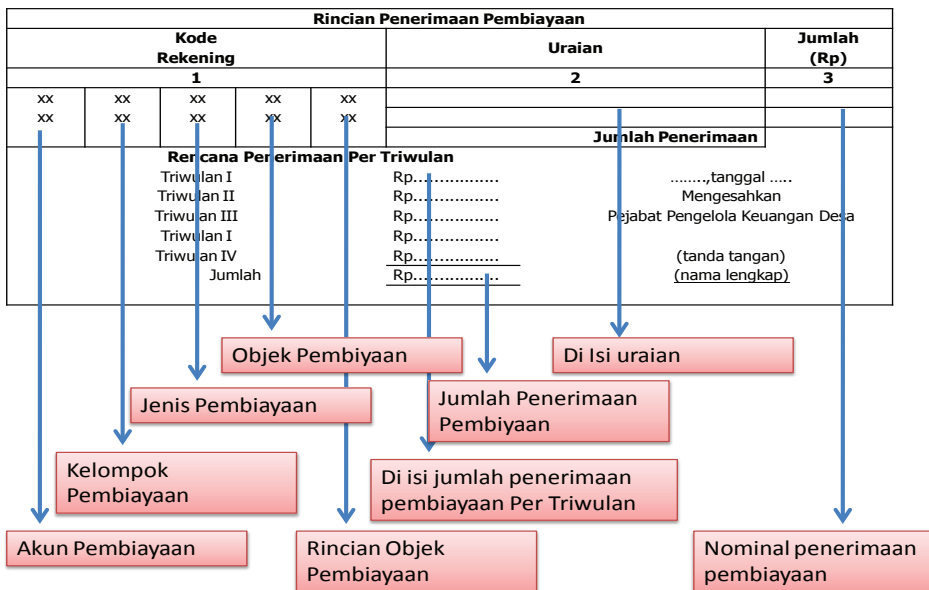 Rincian Penerimaan Pembiayaan
Kode Rekening Uraian Jumlah (Rp)
1 2 3
xx xx xx xx xx
xx xx xx xx xx
Jumlah Penerimaan
Rencana Penerimaan Per Triwulan
Triwulan I Rp................. ........,tanggal .....
Triwulan II Rp................. Mengesahkan
Triwulan III Rp................. Pejabat Pengelola Keuangan Desa
Triwulan I Rp.................
Triwulan IV Rp................. (tanda tangan)
Jumlah Rp................ (nama lengkap)
Objek Pembiyaan
Di Isi uraian
Jenis Pembiayaan
Jumlah Penerimaan
Pembiyaan
Kelompok
Pembiayaan
Di isi jumlah penerimaan
pembiayaan Per Triwulan
Akun Pembiayaan
Rincian Objek
Pembiayaan
Nominal penerimaan
pembiayaan